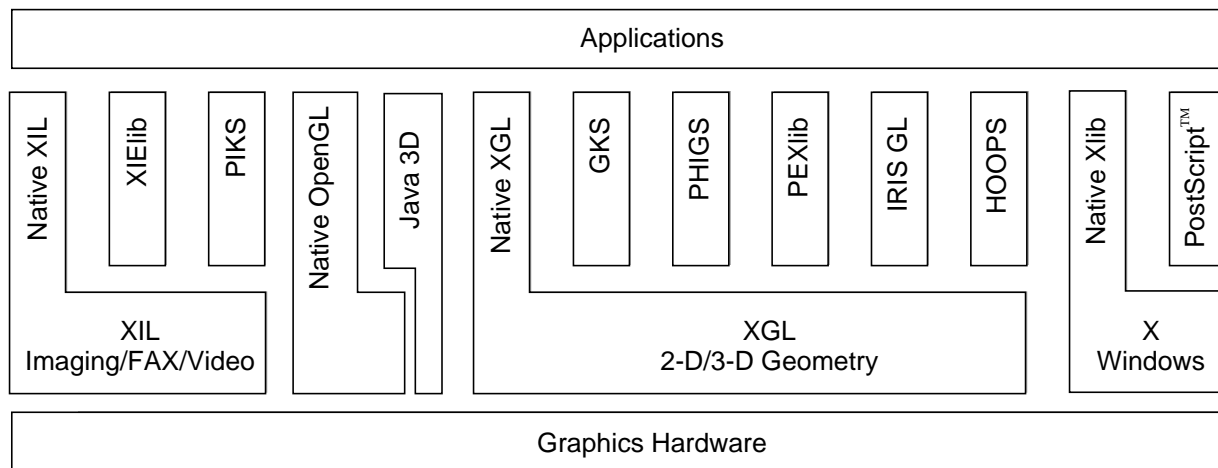 Applications
Native XIL
XIElib
PIKS
Native OpenGL
Java 3D
Native XGL
GKS
PHIGS
PEXlib
IRIS GL
HOOPS
Native Xlib
PostScript™
XIL
Imaging/FAX/Video
XGL
2-D/3-D Geometry
X
Windows
Graphics Hardware